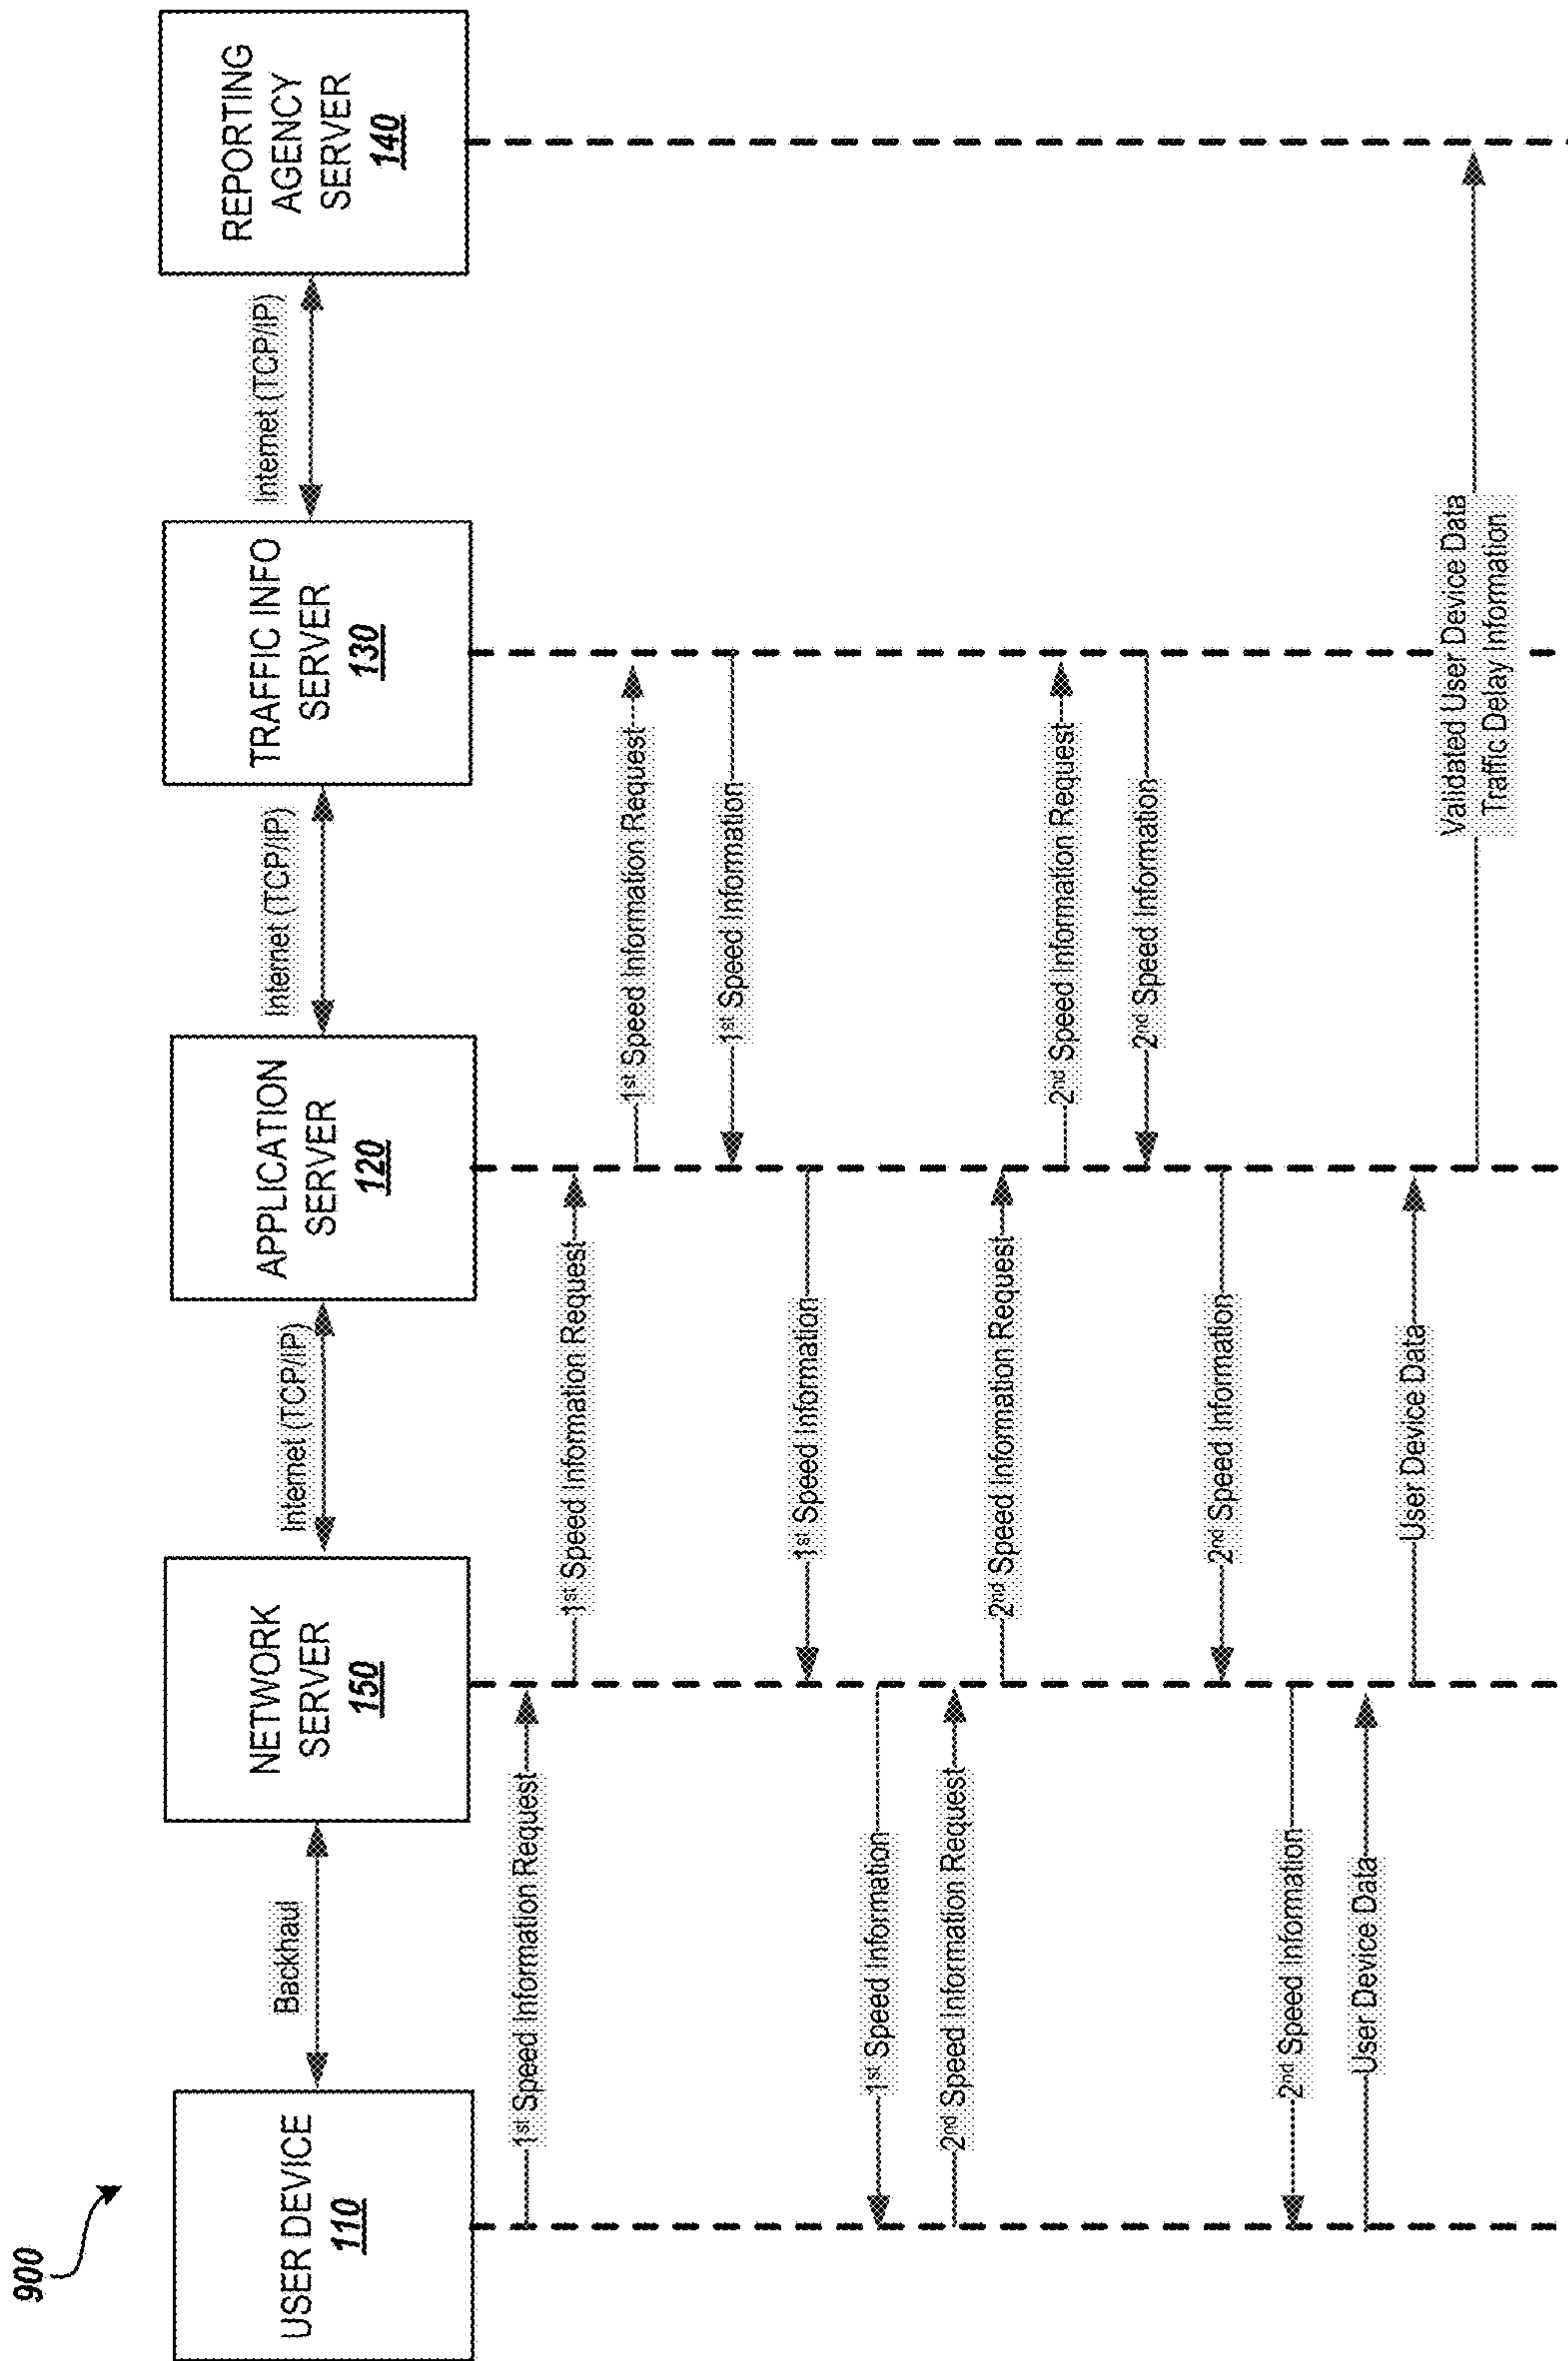 900
USER DEVICE
110
Backhaul
NETWORK
SERVER
150
Internet (TCP/IP)
APPLICATION
SERVER
120
Internet (TCP/IP)
TRAFFIC INFO
SERVER
130
Internet (TCP/IP)
REPORTING
AGENCY
SERVER
140
1st Speed Information Request
1st Speed Information Request
1st Speed Information Request
1st Speed Information
1st Speed Information
1st Speed Information
2nd Speed Information Request
2nd Speed Information Request
2nd Speed Information Request
2nd Speed Information
2nd Speed Information
2nd Speed Information
User Device Data
User Device Data
Validated User Device Data
Traffic Delay Information